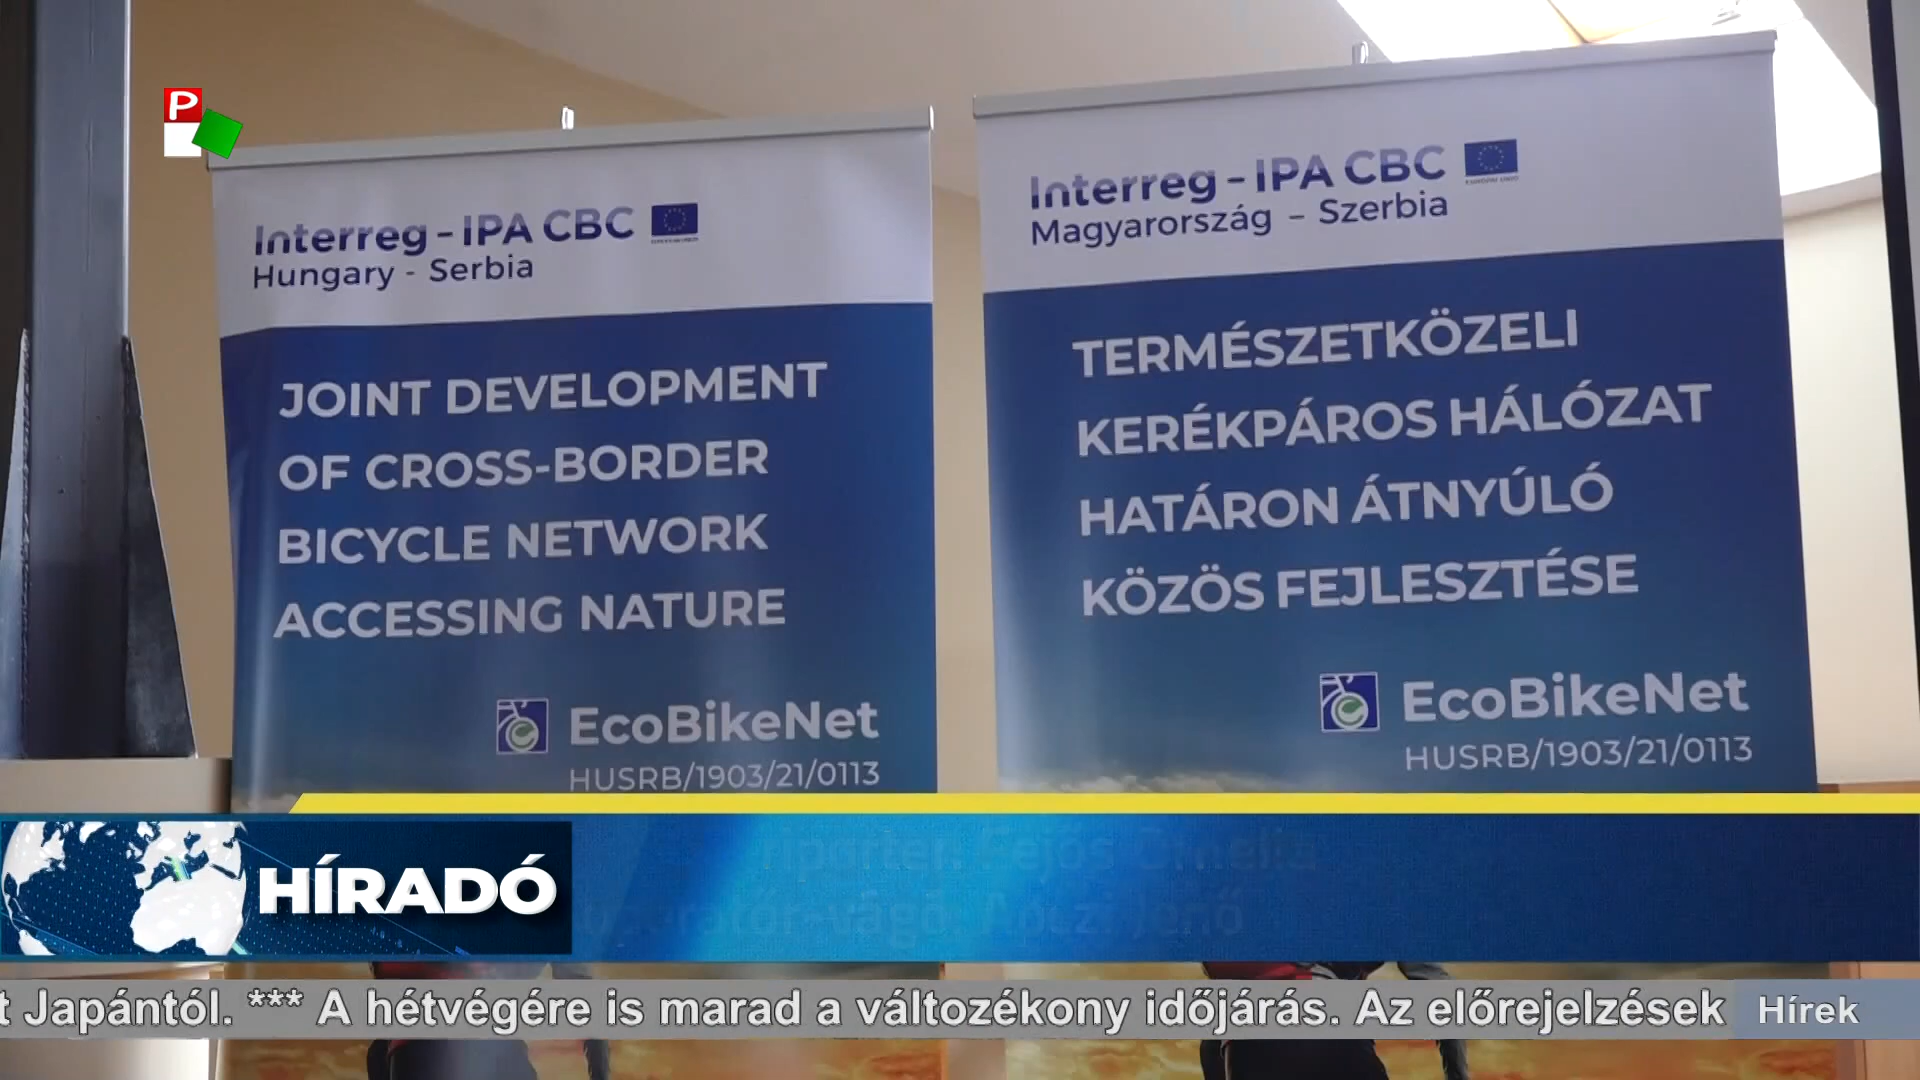 P
Interreg - IPA CBC
Hungary - Serbia
JOINT DEVELOPMENT
OF CROSS-BORDER
BICYCLE NETWORK
ACCESSING NATURE
EcoBikeNet
HUSRB/1903/21/0113
Interreg - IPA CBC
Magyarország - Szerbia
TERMÉSZETKÖZELI
KERÉKPÁROS HÁLÓZAT
HATÁRON ÁTNYÚLÓ
KÖZÖS FEJLESZTÉSE
EcoBikeNet
HUSRB/1903/21/0113
HÍRADÓ
t Japántól. *** A hétvégére is marad a változékony időjárás. Az előrejelzések
Hírek